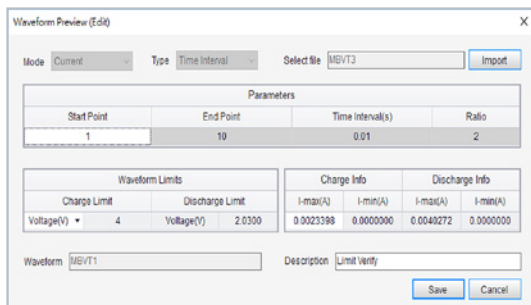 Waveform Preview (Edit) X
Mode Current Type Time Interval Select file MBVT3 Import
Parameters
Start Point End Point Time Interval(s) Ratio
1 10 0.01 2
Waveform Limits Charge Info Discharge Info
Charge Limit Discharge Limit I-max(A) I-min(A) I-max(A) I-min(A)
Voltage(V) 4 Voltage(V) 2.0300 0.0023398 0.0000000 0.0040272 0.0000000
Waveform MBVT1 Description Limit Verify
Save Cancel